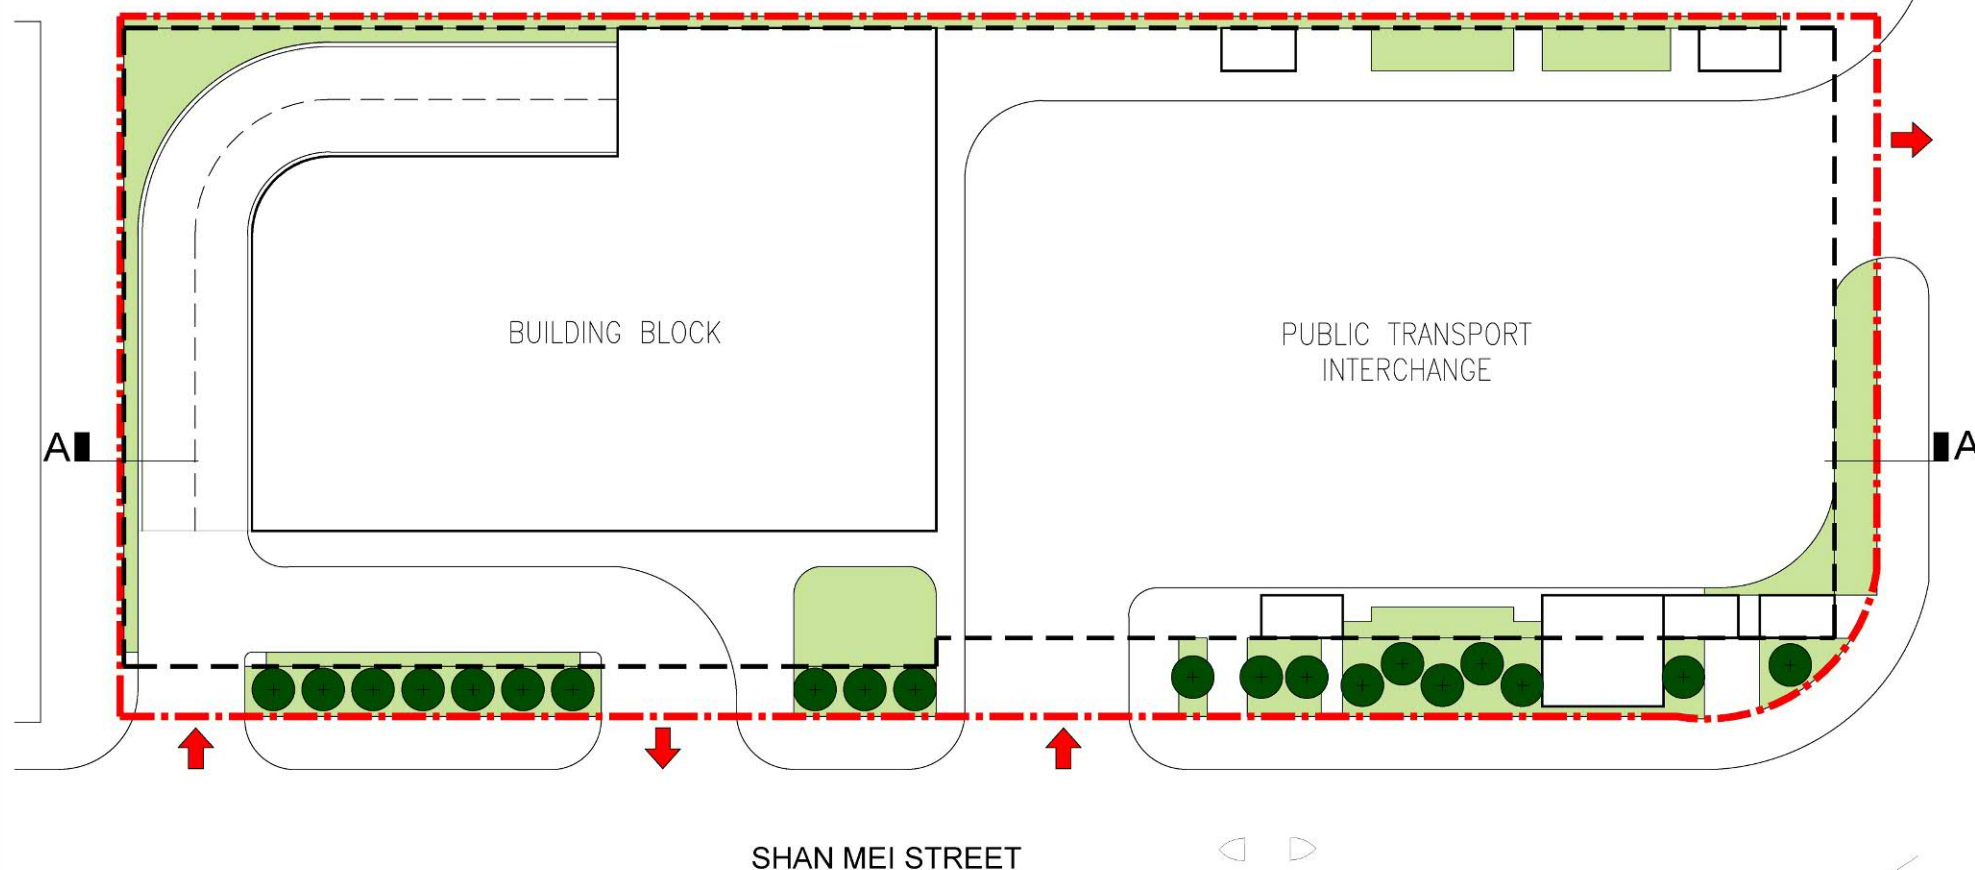 BUILDING BLOCK
PUBLIC TRANSPORT
INTERCHANGE
A
A
SHAN MEI STREET